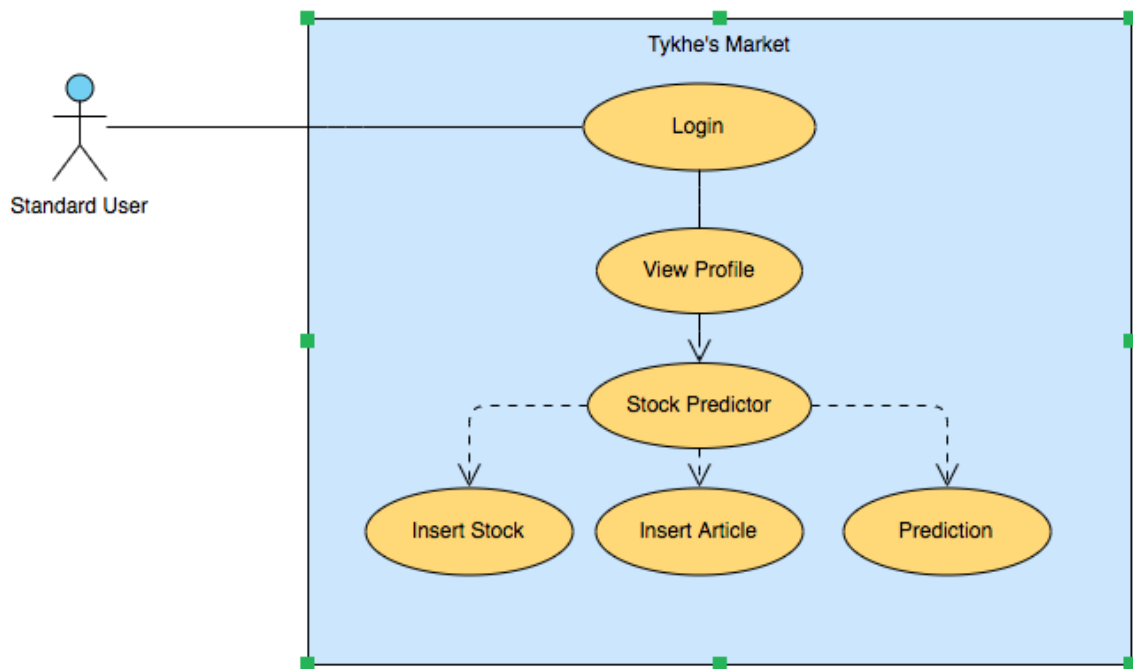 Tykhe's Market
Login
Standard User
View Profile
Stock Predictor
Insert Stock
Insert Article
Prediction